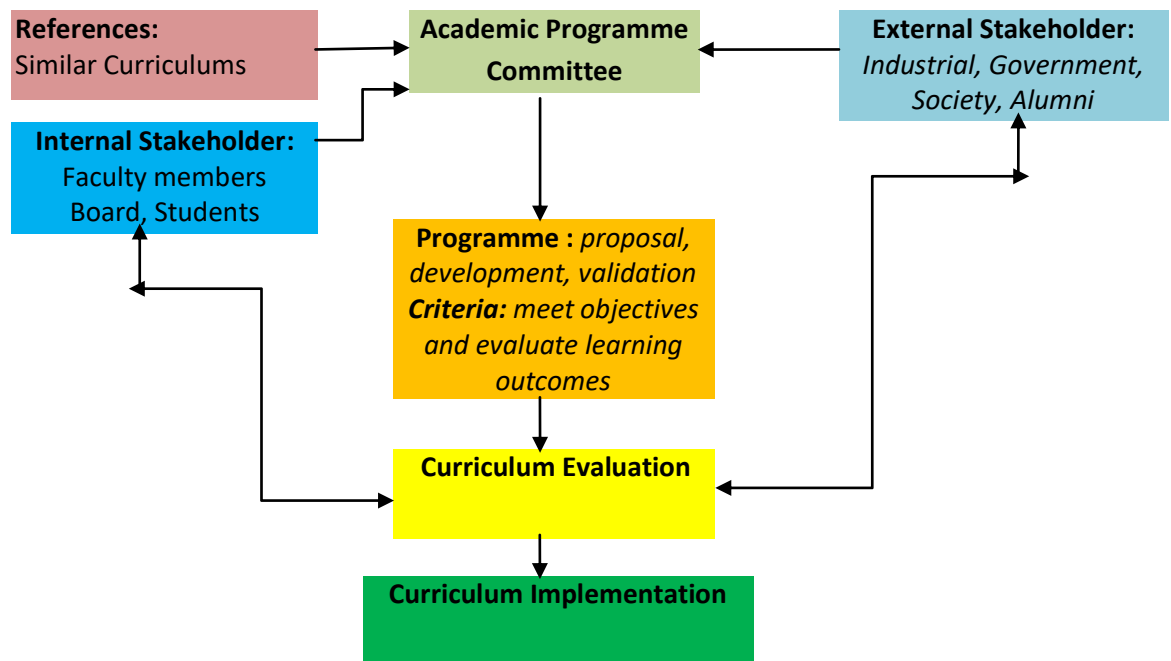 References:
Similar Curriculums
Academic Programme
Committee
External Stakeholder:
Industrial, Government,
Society, Alumni
Internal Stakeholder:
Faculty members
Board, Students
Programme : proposal,
development, validation
Criteria: meet objectives
and evaluate learning
outcomes
Curriculum Evaluation
Curriculum Implementation